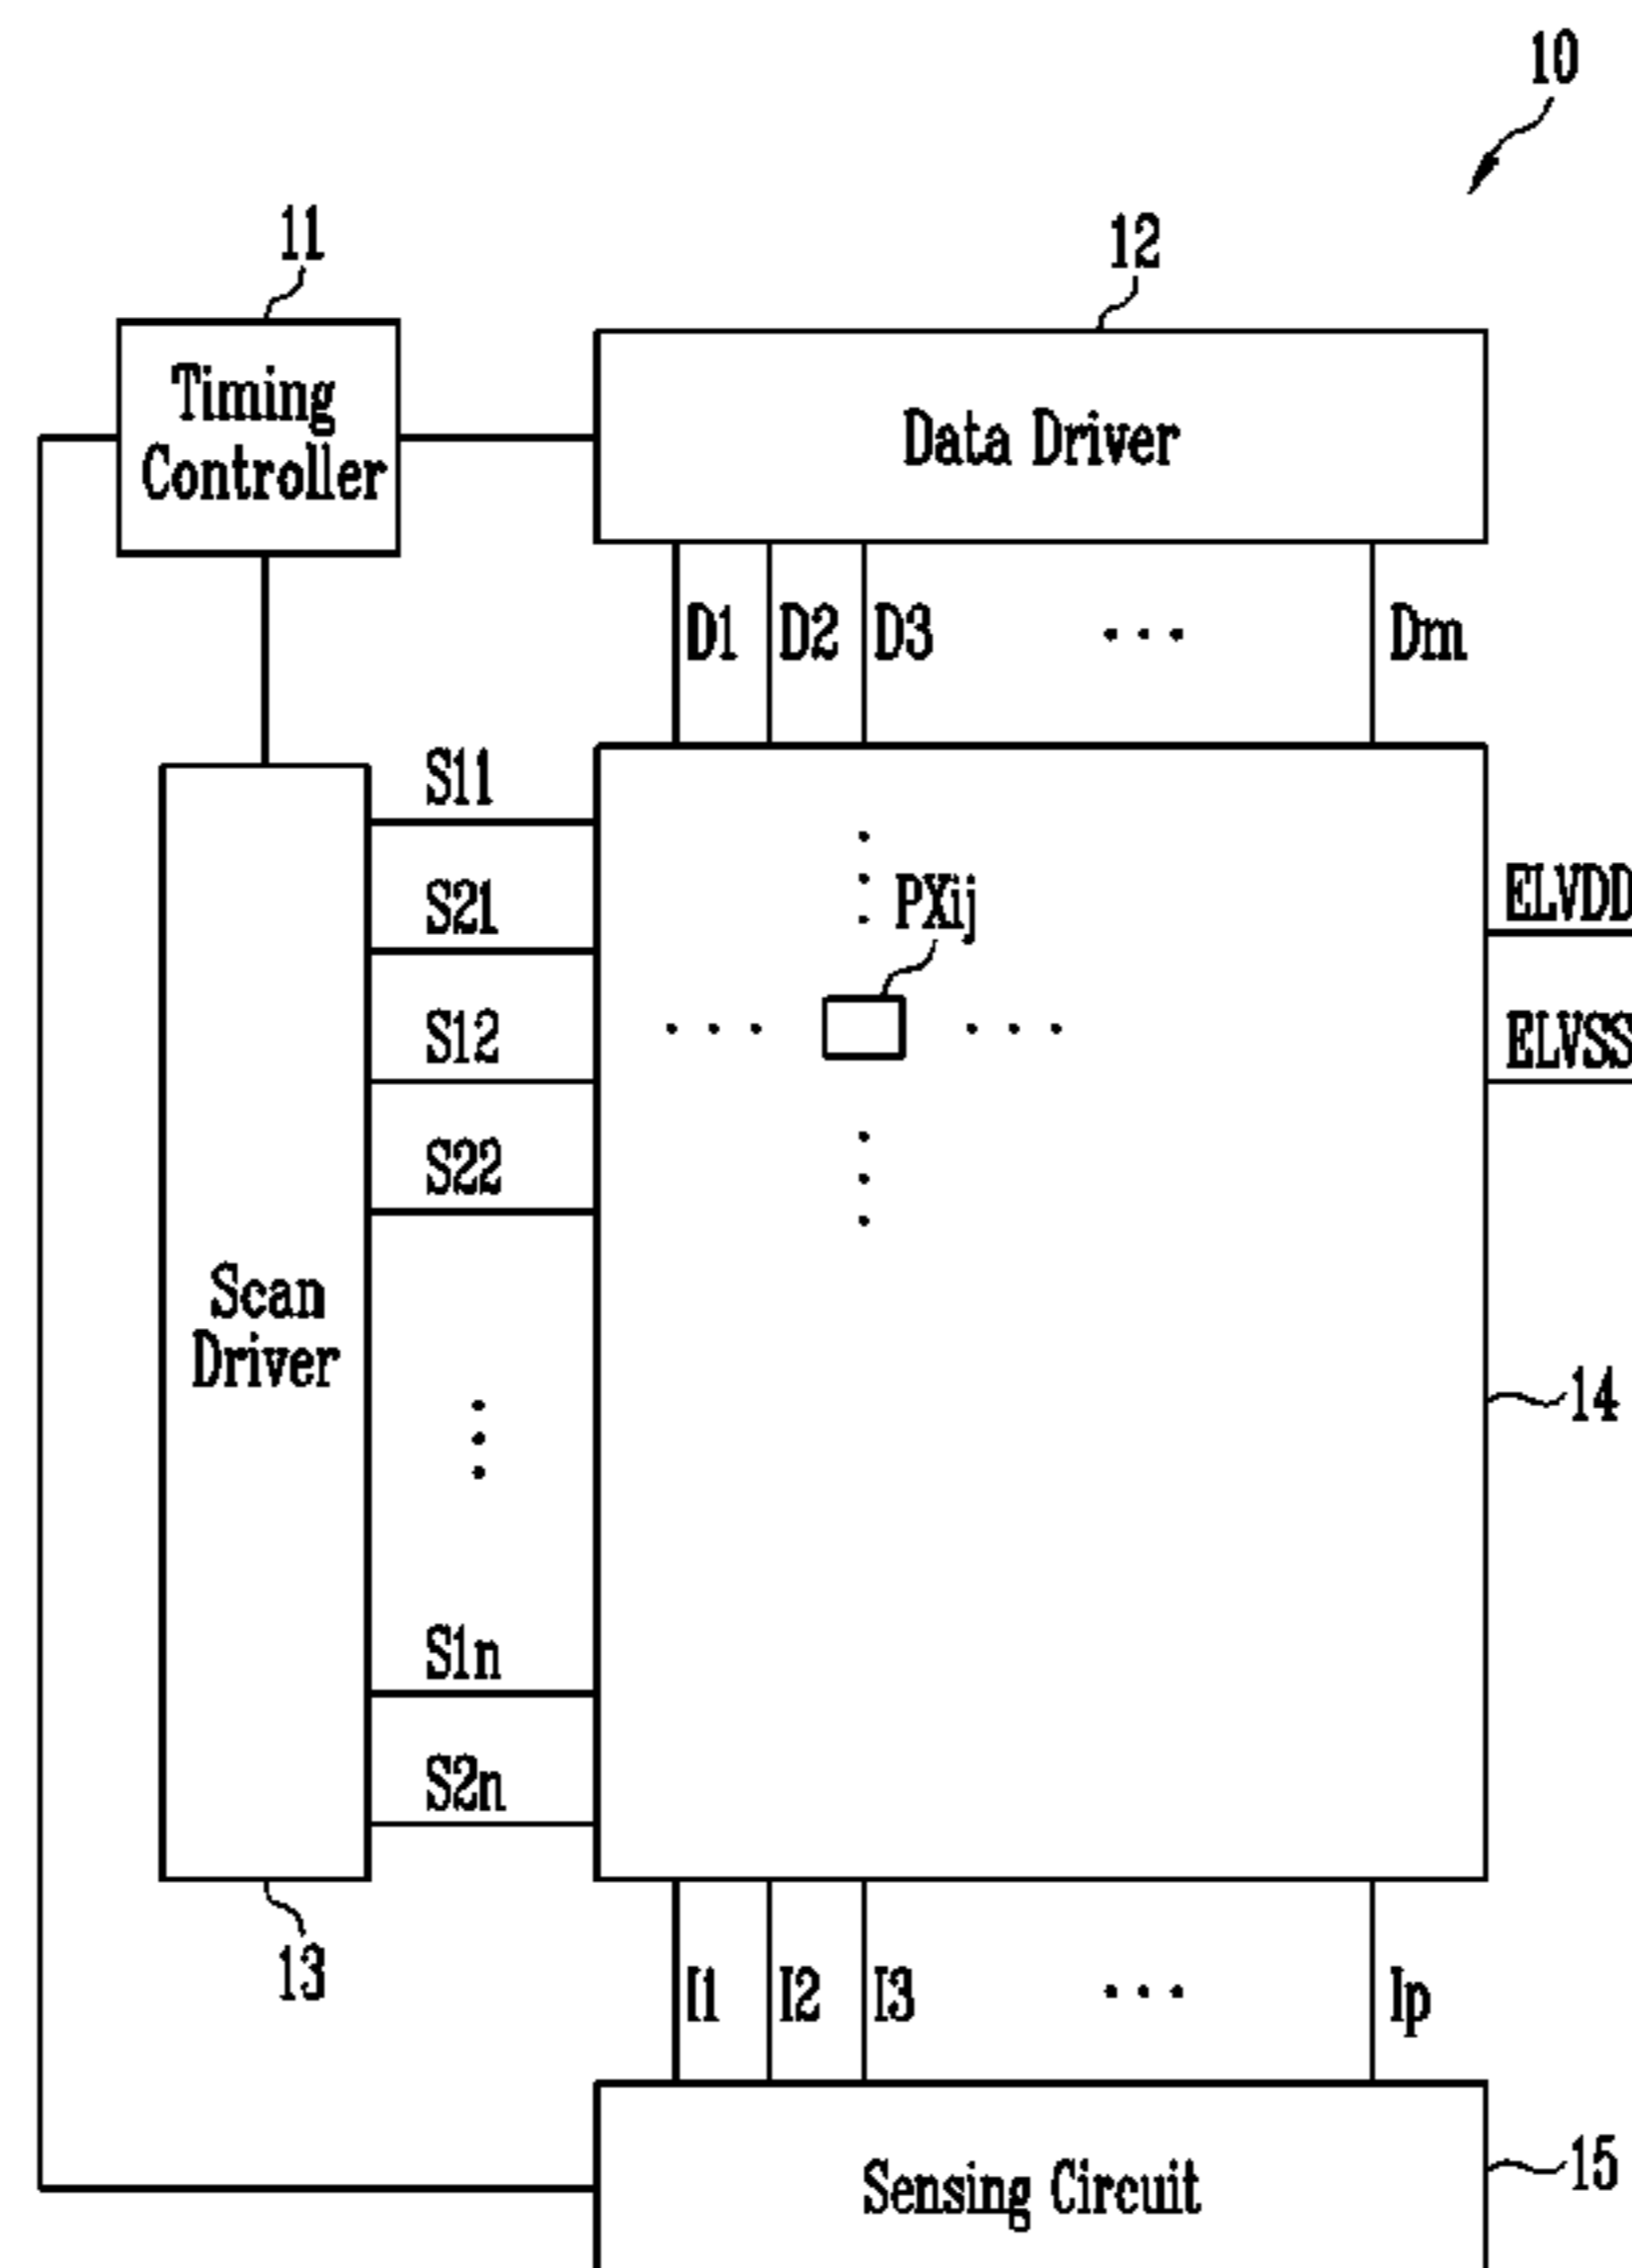 10
11
12
Timing
Controller
Data Driver
D1 D2 D3 ... Dm
S11
S21
PXij
ELVDD
S12
ELVSS
S22
Scan
Driver
14
S1n
S2n
13
I1 I2 I3 ... Ip
15
Sensing Circuit